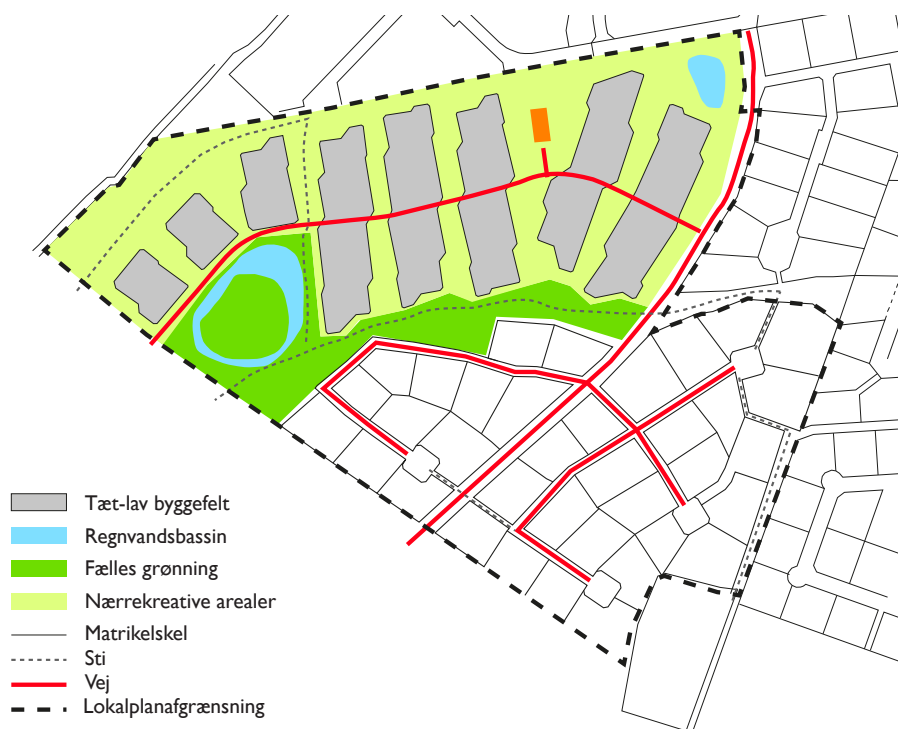 Tæt-lav byggefelt
Regnvandsbassin
Fælles grønning
Nærrekreative arealer
Matrikelskel
Sti
Vej
Lokalplanafgrænsning